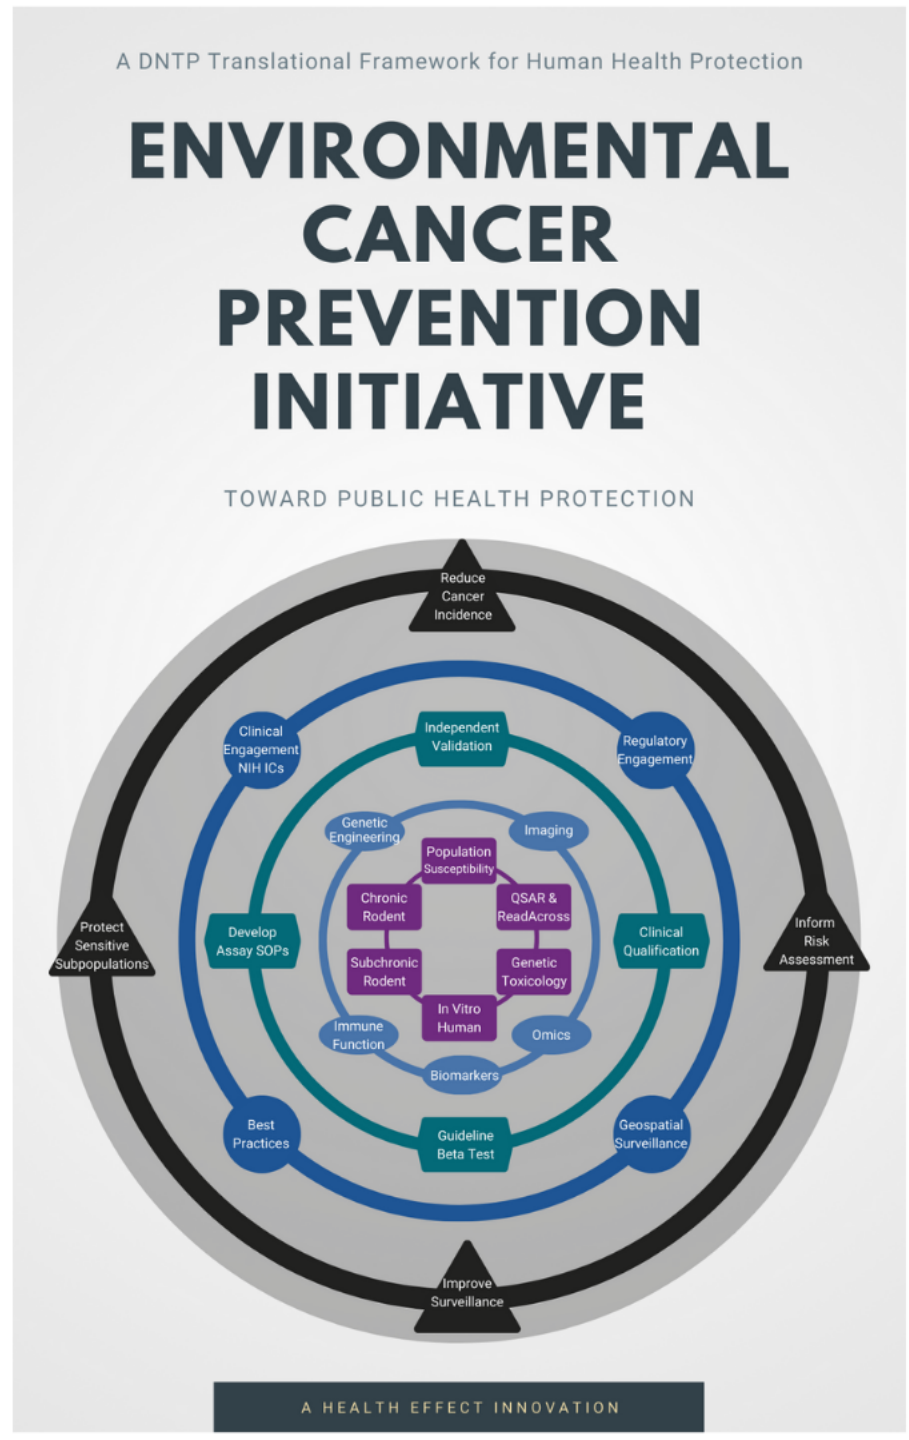 A DNTP Translational Framework for Human Health Protection
ENVIRONMENTAL
CANCER
PREVENTION
INITIATIVE
TOWARD PUBLIC HEALTH PROTECTION
Reduce
Cancer
Incidence
Clinical
Engagement
NIH ICs
Independent
Validation
Regulatory
Engagement
Genetic
Engineering
Imaging
Population
Susceptibility
Chronic
Rodent
QSAR &
ReadAcross
Protect
Sensitive
Subpopulations
Develop
Assay SOPs
Clinical
Qualification
Inform
Risk
Assessment
Subchronic
Rodent
Genetic
Toxicology
In Vitro
Human
Immune
Function
Omics
Biomarkers
Best
Practices
Guideline
Beta Test
Geospatial
Surveillance
Improve
Surveillance
A HEALTH EFFECT INNOVATION